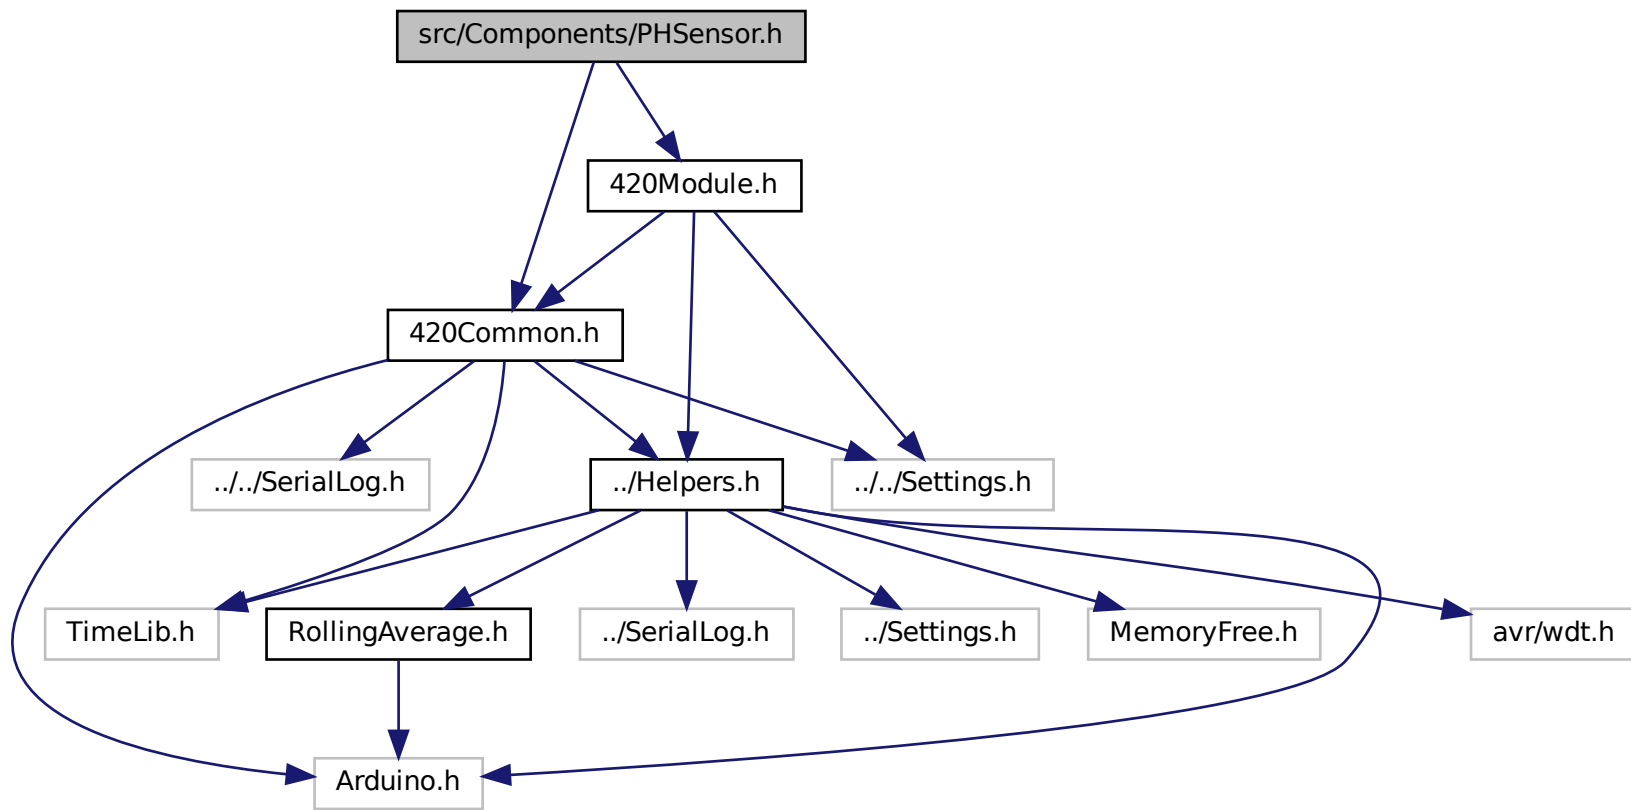 src/Components/PHSensor.h
420Module.h
420Common.h
../../SerialLog.h
../Helpers.h
../../Settings.h
TimeLib.h
RollingAverage.h
../SerialLog.h
../Settings.h
MemoryFree.h
avr/wdt.h
Arduino.h